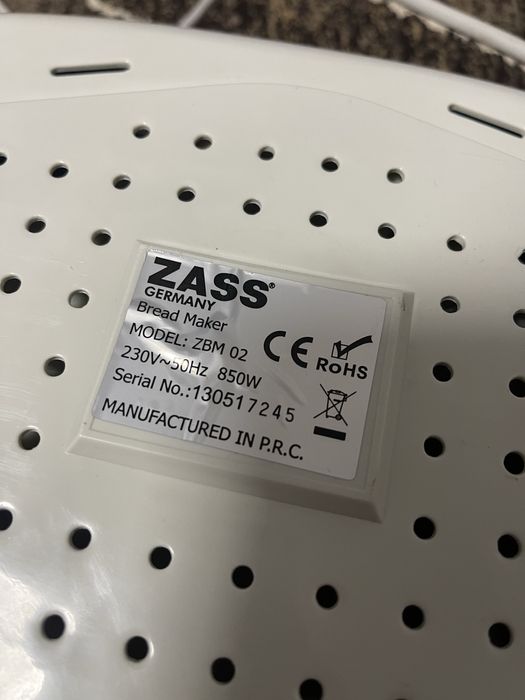 ZASS®
GERMANY
Bread Maker
MODEL: ZBM 02
230V~50Hz 850W
Serial No.:130517245
MANUFACTURED IN P.R.C.
CE
RoHS